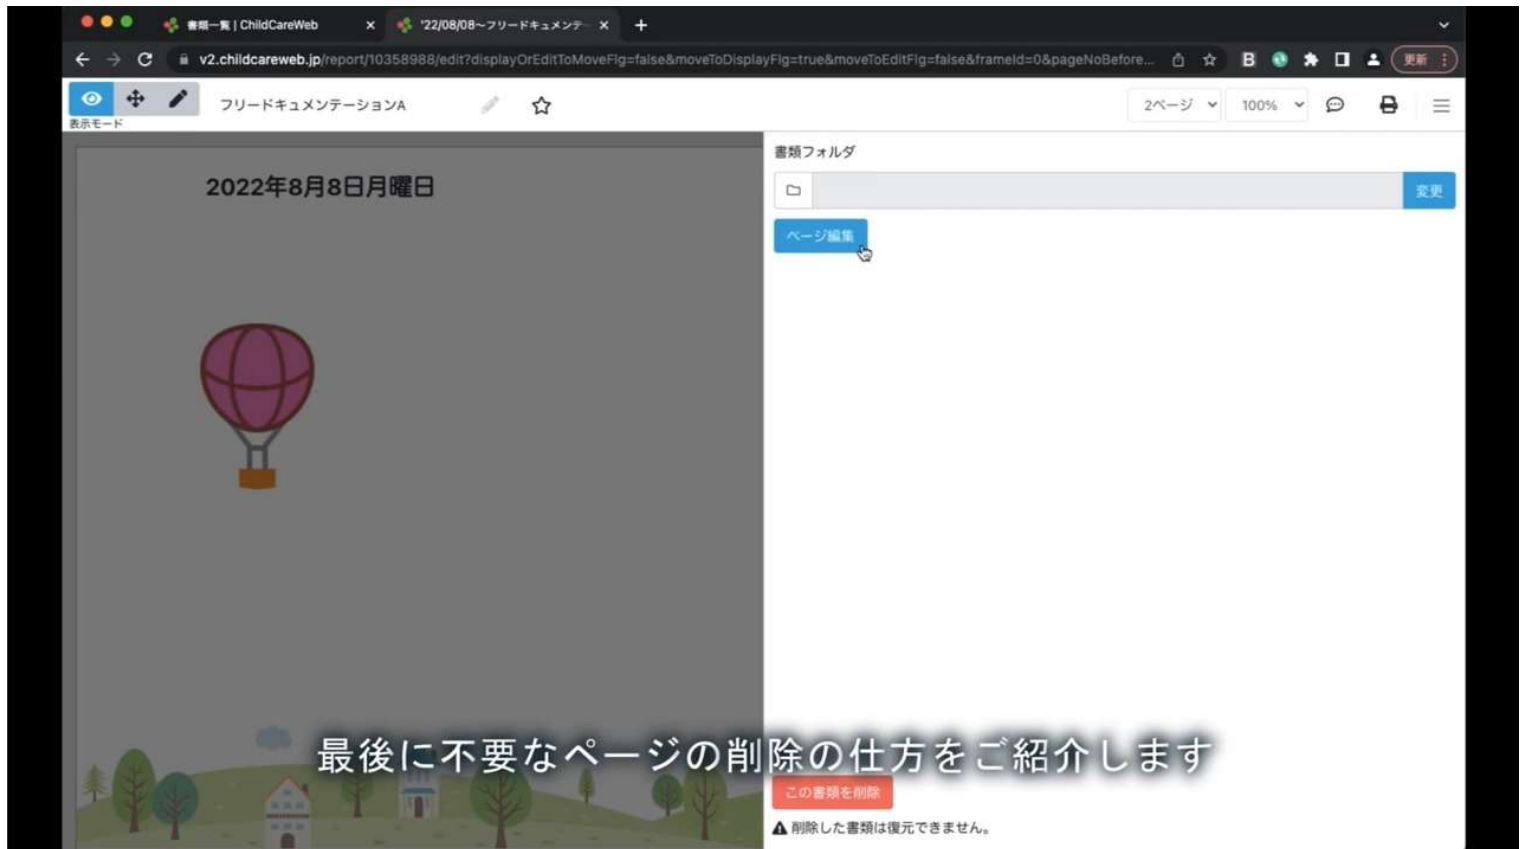 書類一覧 | ChildCareWeb
'22/08/08〜フリードキュメンテー
v2.childcareweb.jp/report/10358988/edit?displayOrEditToMoveFlg=false&moveToDisplayFlg=true&moveToEditFlg=false&frameId=0&pageNoBefore...
B
更新
フリードキュメンテーションA
2ページ
100%
表示モード
書類フォルダ
2022年8月8日月曜日
変更
ページ編集
最後に不要なページの削除の仕方をご紹介します
この書類を削除
削除した書類は復元できません。